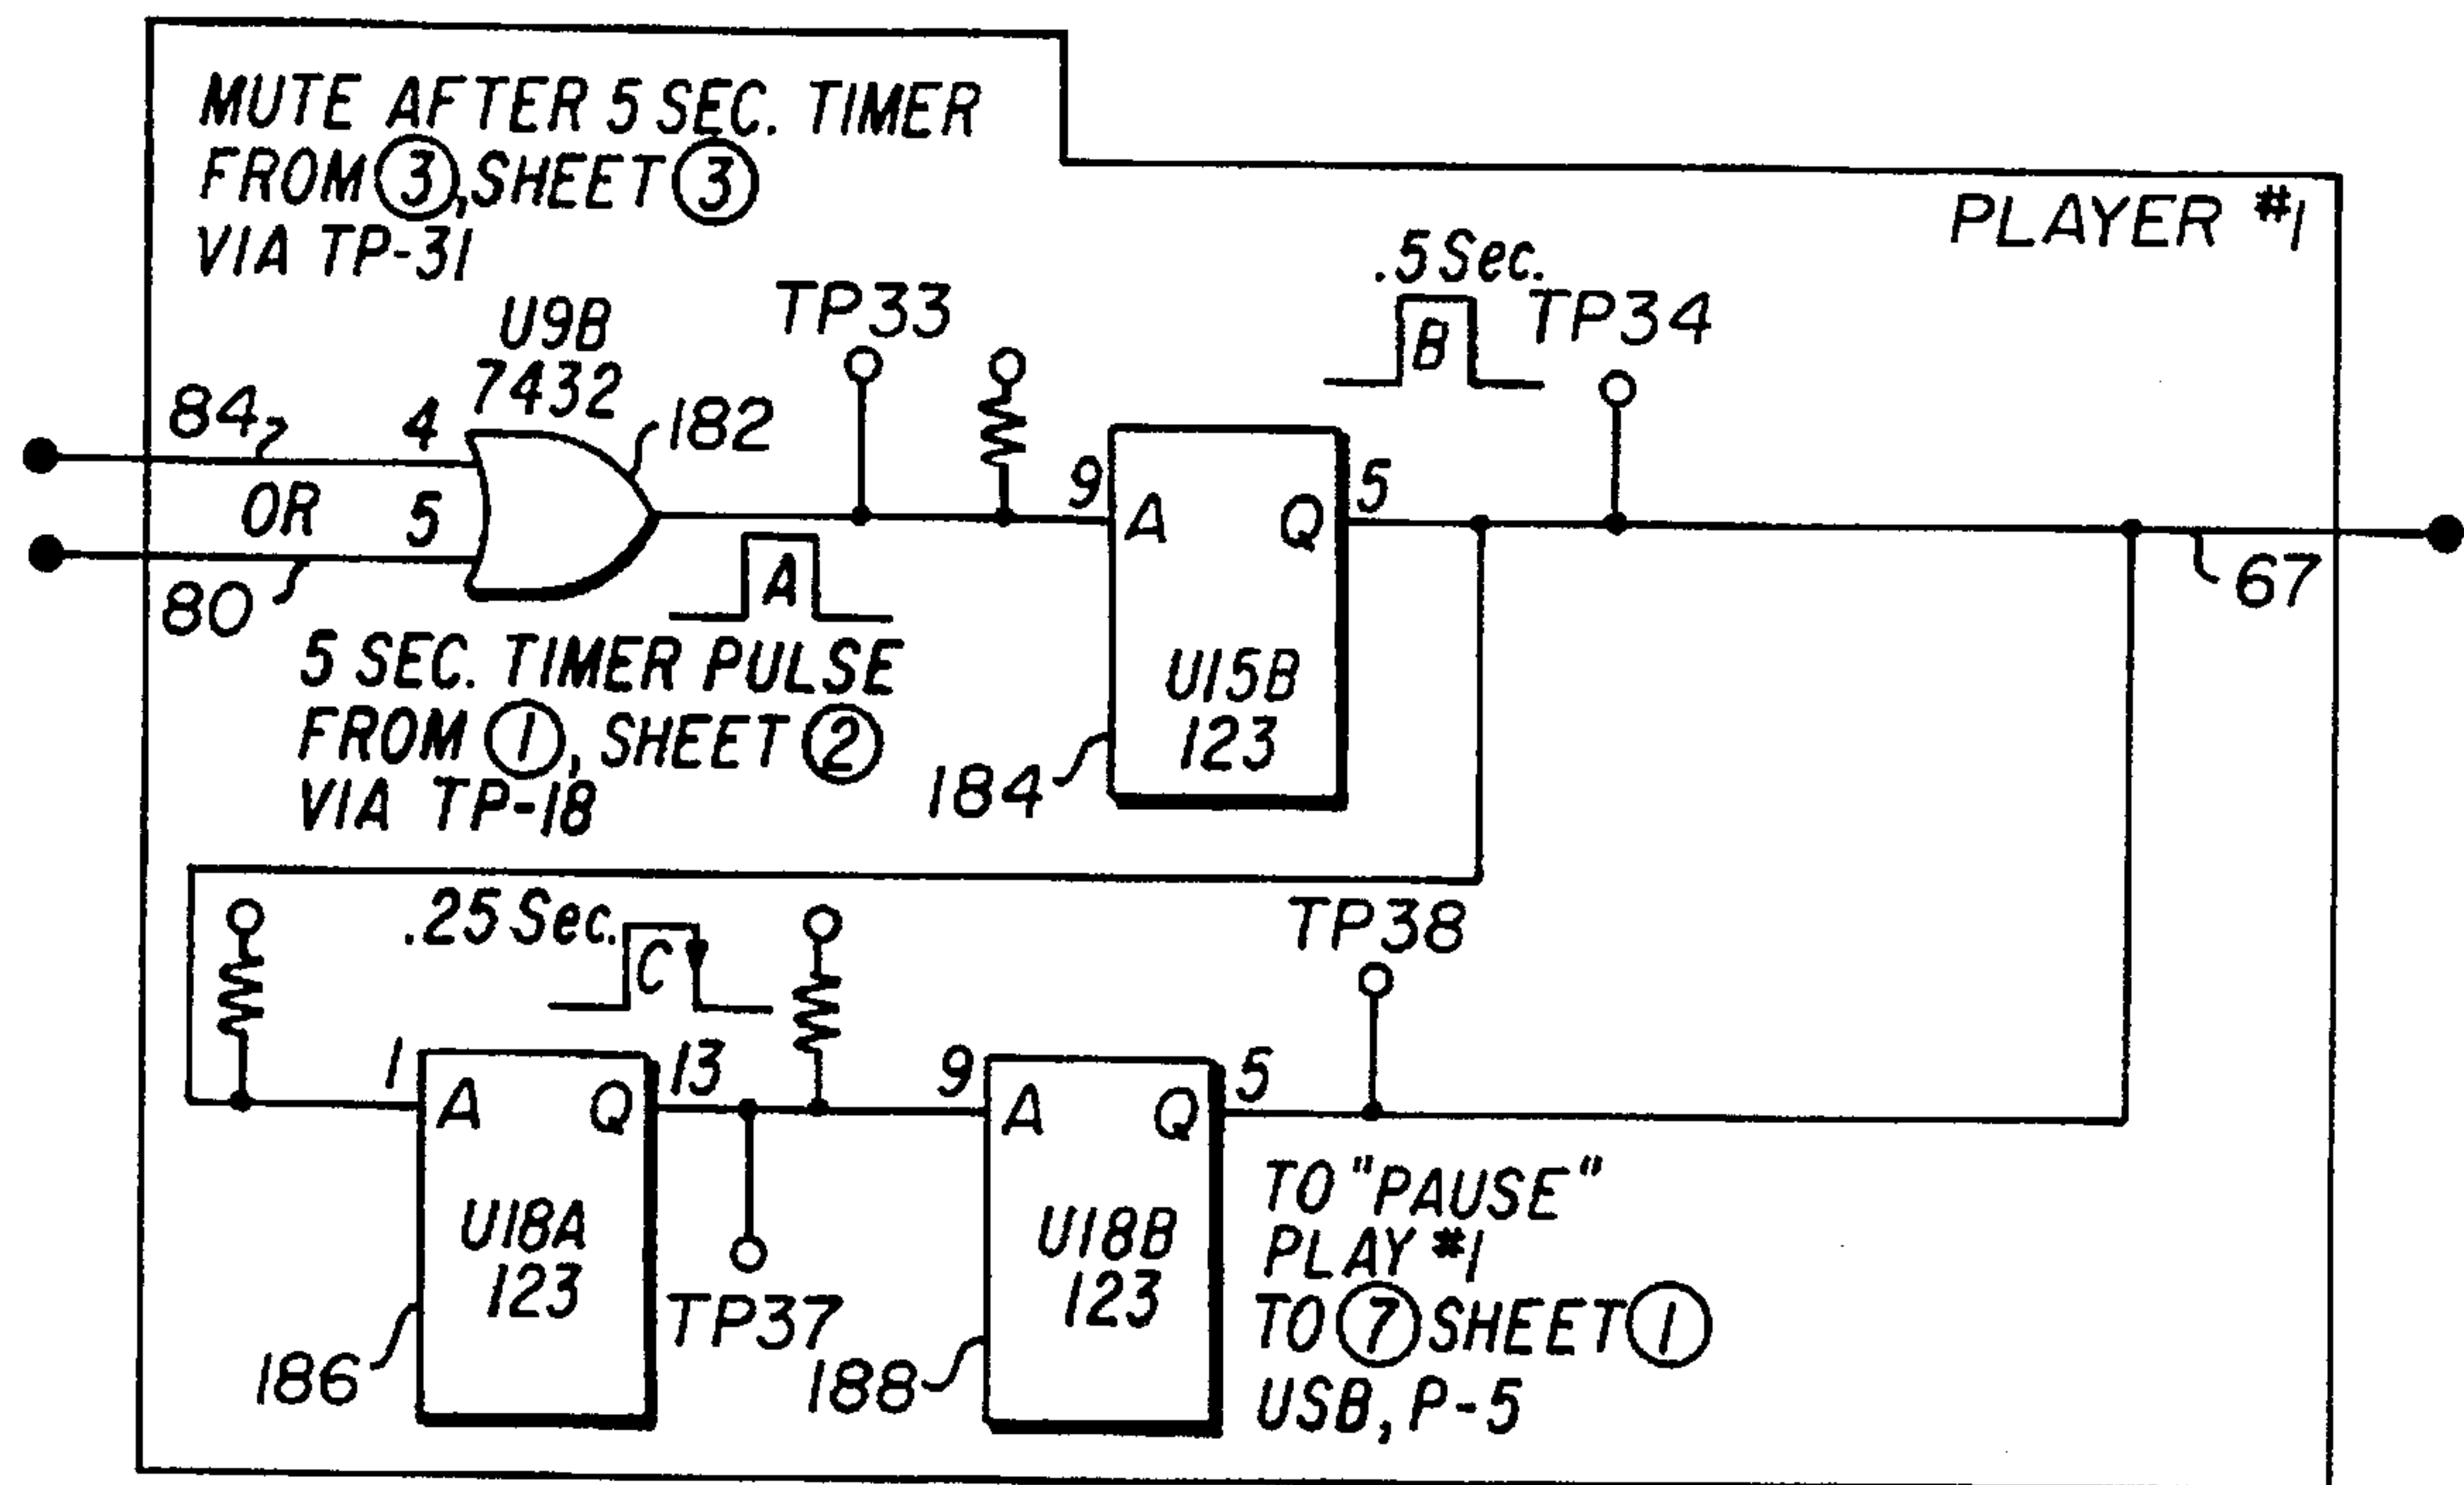 MUTE AFTER 5 SEC. TIMER
FROM ③, SHEET ③
VIA TP-31
PLAYER #1
U9B
7432
TP33
.5 Sec.
B
TP34
84
4
182
OR
5
9
A
Q
5
80
A
67
5 SEC. TIMER PULSE
FROM ①, SHEET ②
VIA TP-18
U15B
123
184
.25 Sec.
C
TP38
1
A
Q
13
9
A
Q
5
U18A
123
U18B
123
TO "PAUSE"
PLAY #1
TO ⑦ SHEET ①
USB, P-5
186
TP37
188